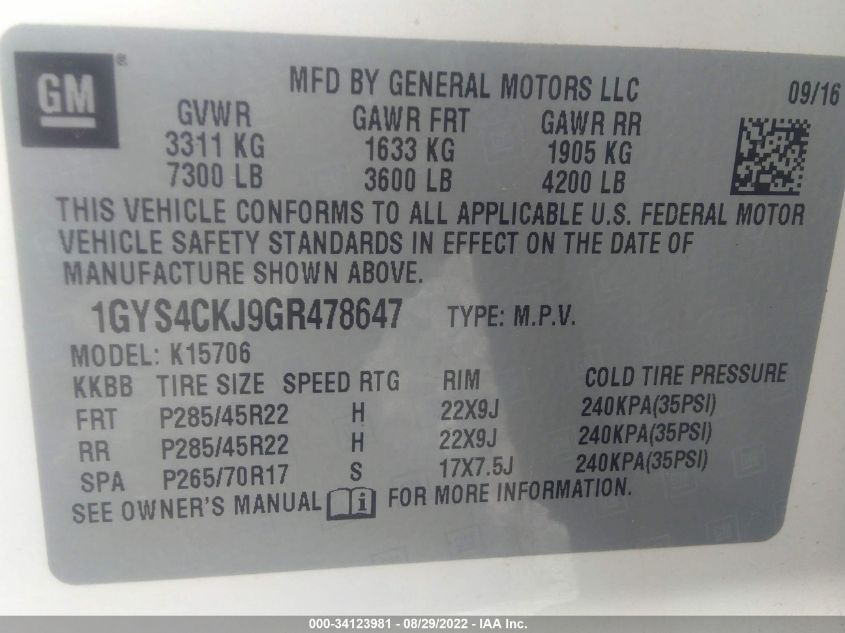 GM®
MFD BY GENERAL MOTORS LLC 09/16
GVWR GAWR FRT GAWR RR
3311 KG 1633 KG 1905 KG
7300 LB 3600 LB 4200 LB
THIS VEHICLE CONFORMS TO ALL APPLICABLE U.S. FEDERAL MOTOR
VEHICLE SAFETY STANDARDS IN EFFECT ON THE DATE OF
MANUFACTURE SHOWN ABOVE.
1GYS4CKJ9GR478647 TYPE: M.P.V.
MODEL: K15706
KKBB TIRE SIZE SPEED RTG RIM COLD TIRE PRESSURE
FRT P285/45R22 H 22X9J 240KPA(35PSI)
RR P285/45R22 H 22X9J 240KPA(35PSI)
SPA P265/70R17 S 17X7.5J 240KPA(35PSI)
SEE OWNER'S MANUAL i FOR MORE INFORMATION.
000-34123981 - 08/29/2022 - IAA Inc.